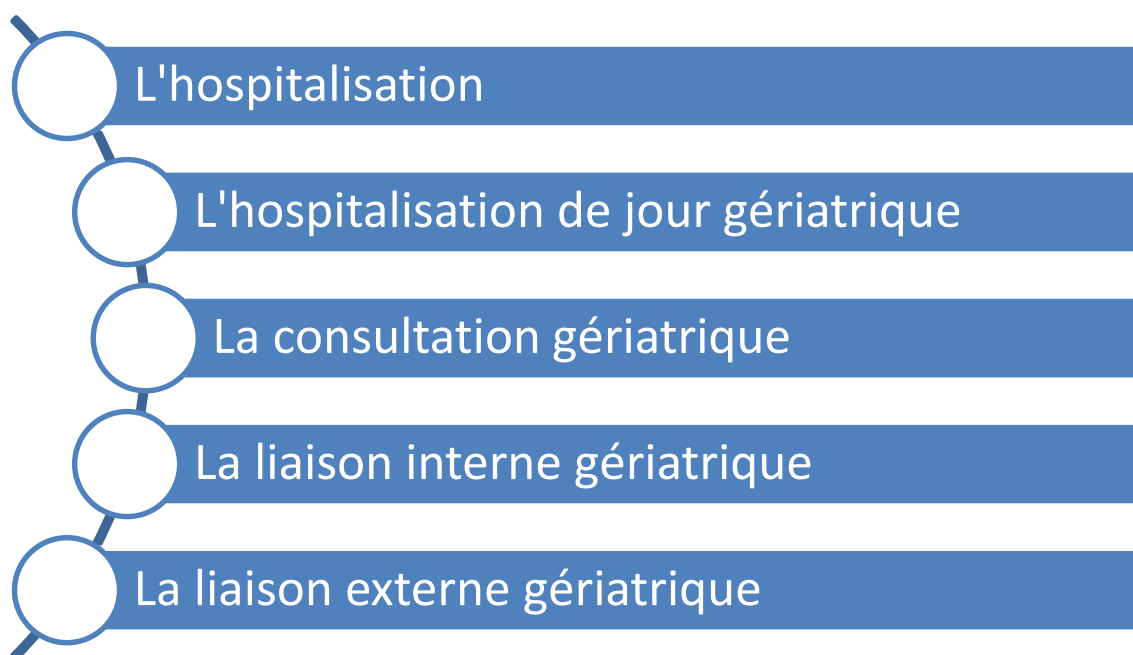 L'hospitalisation
L'hospitalisation de jour gériatrique
La consultation gériatrique
La liaison interne gériatrique
La liaison externe gériatrique